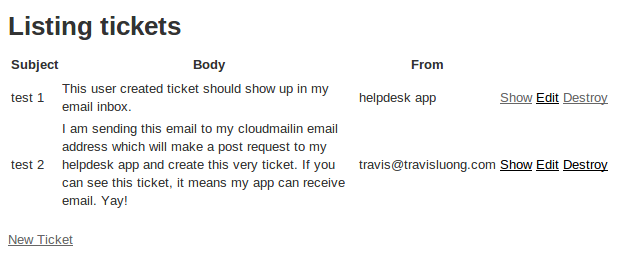 Listing tickets
Subject Body From
test 1 This user created ticket should show up in my email inbox. helpdesk app Show Edit Destroy
test 2 I am sending this email to my cloudmailin email address which will make a post request to my helpdesk app and create this very ticket. If you can see this ticket, it means my app can receive email. Yay! travis@travisluong.com Show Edit Destroy
New Ticket